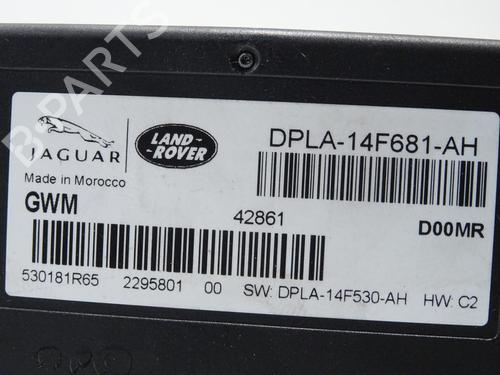 JAGUAR
LAND-
-ROVER
DPLA-14F681-AH
Made in Morocco
GWM
42861
D00MR
530181R65 2295801 00 SW: DPLA-14F530-AH HW: C2
B-PARTS